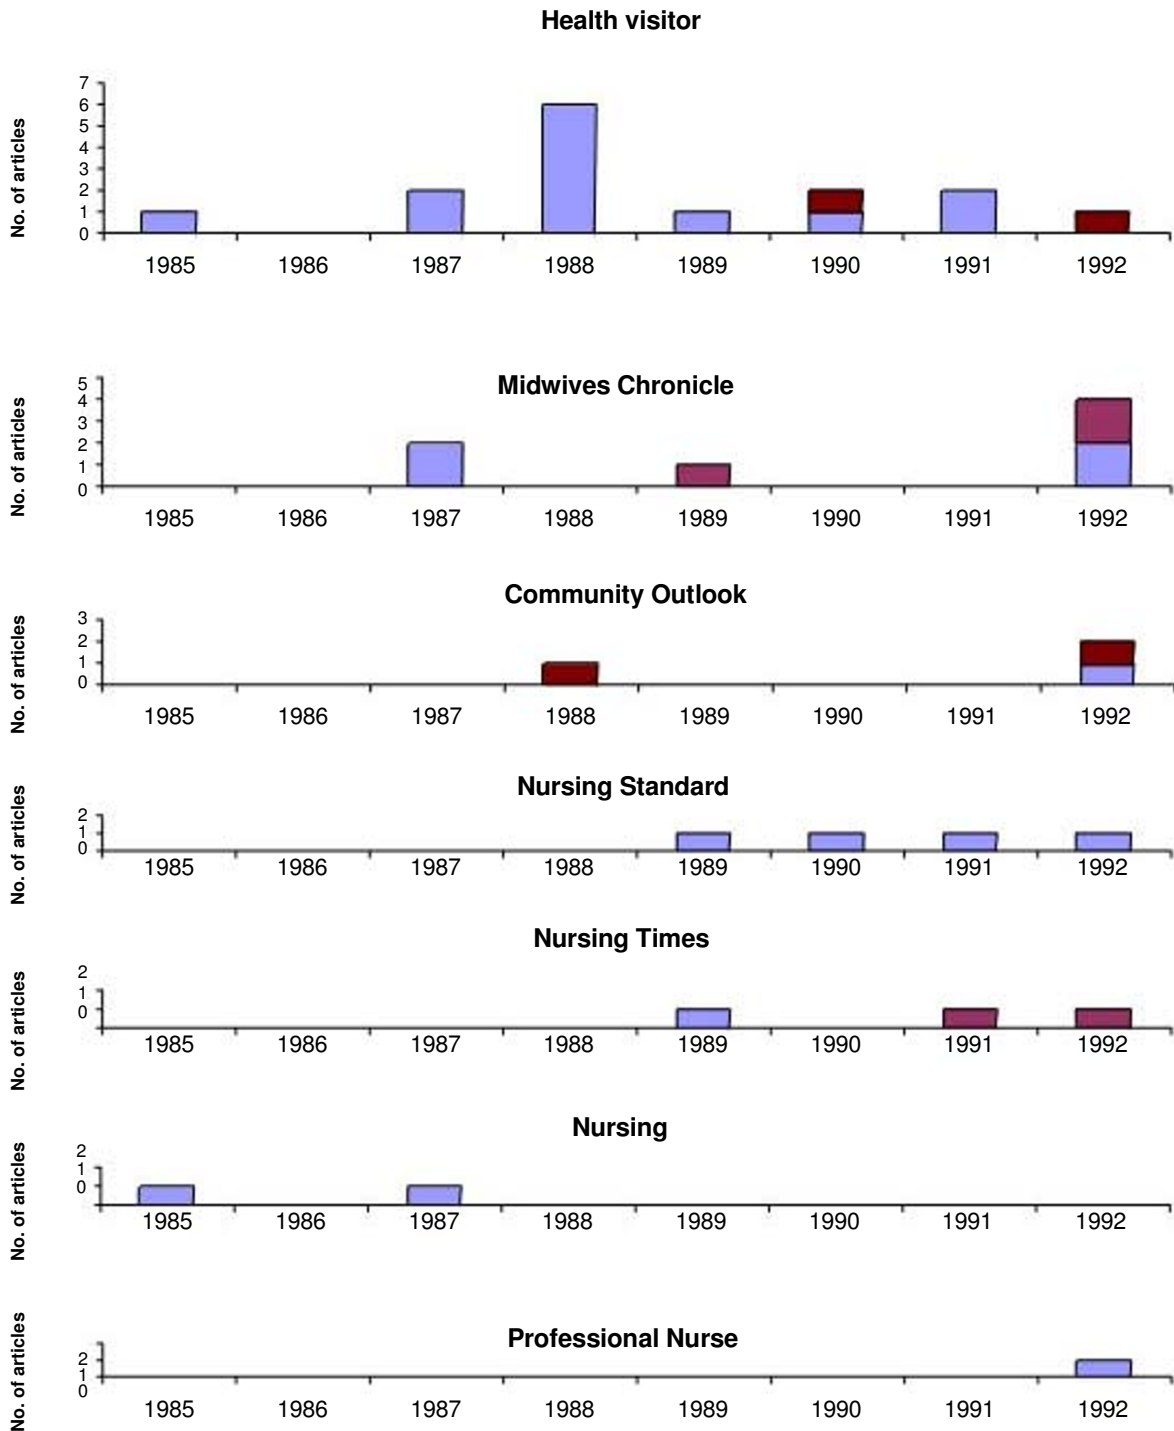 Health visitor
No. of articles
7
6
5
4
3
2
1
0
1985 1986 1987 1988 1989 1990 1991 1992
Midwives Chronicle
No. of articles
5
4
3
2
1
0
1985 1986 1987 1988 1989 1990 1991 1992
Community Outlook
No. of articles
3
2
1
0
1985 1986 1987 1988 1989 1990 1991 1992
Nursing Standard
No. of articles
2
1
0
1985 1986 1987 1988 1989 1990 1991 1992
Nursing Times
No. of articles
2
1
0
1985 1986 1987 1988 1989 1990 1991 1992
Nursing
No. of articles
2
1
0
1985 1986 1987 1988 1989 1990 1991 1992
Professional Nurse
No. of articles
2
1
0
1985 1986 1987 1988 1989 1990 1991 1992